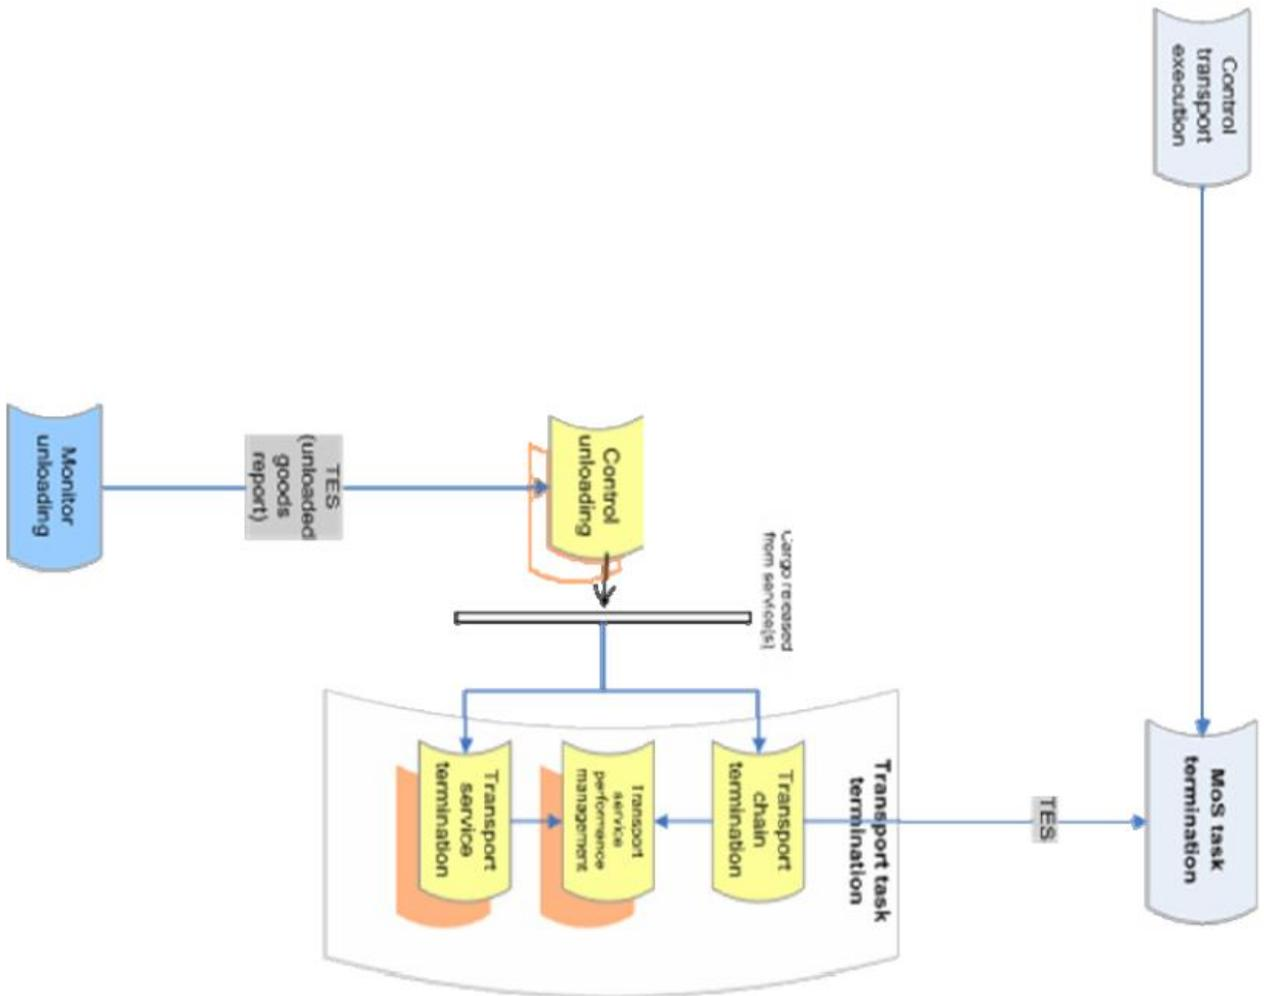 Control
transport
execution
MoS task
termination
TES
Transport task
termination
Cargo released
from service(s)
Transport
chain
termination
Transport
service
performance
management
Transport
service
termination
Control
unloading
TES
(unloaded
goods
report)
Monitor
unloading